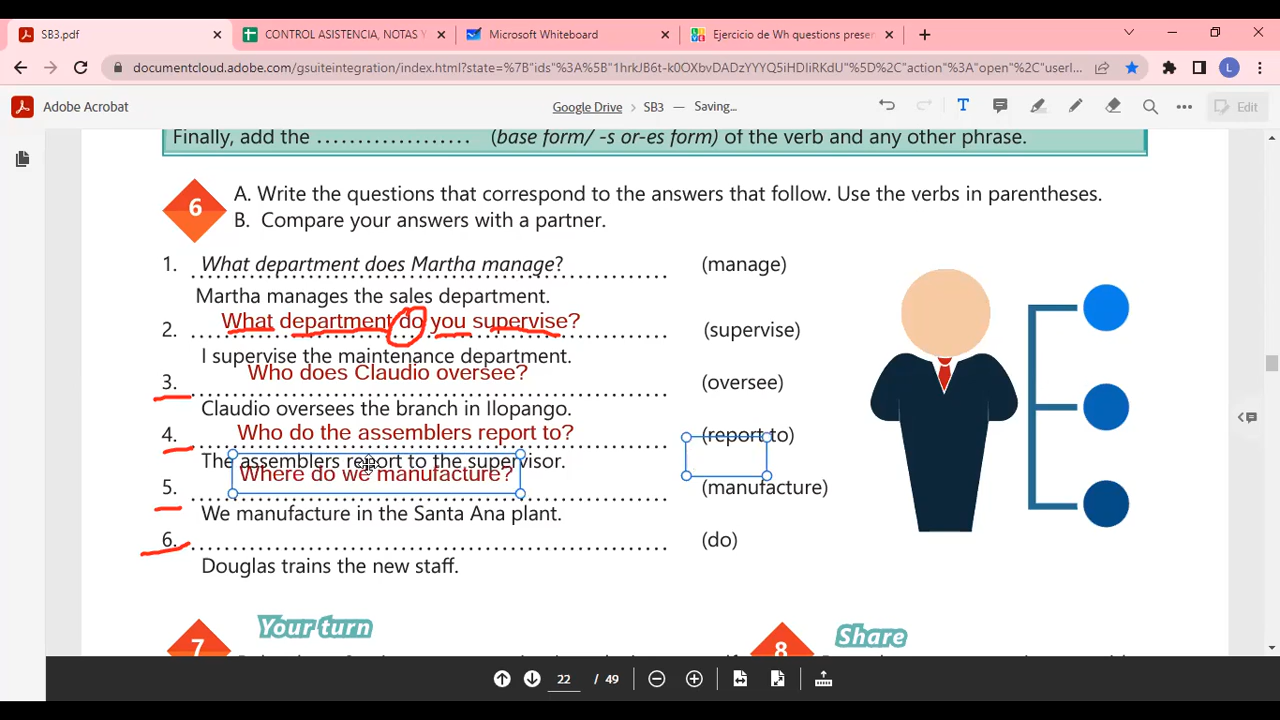 SB3.pdf
CONTROL ASISTENCIA, NOTAS Y
Microsoft Whiteboard
Ejercicio de Wh questions presen
documentcloud.adobe.com/gsuiteintegration/index.html?state=%7B"ids"%3A%5B"1hrkJB6t-k0OXbvDADzYYYQ5iHDIiRKdU"%5D%2C"action"%3A"open"%2C"userI...
L
Adobe Acrobat
Google Drive > SB3 — Saving...
Edit
Finally, add the ................... (base form/ -s or-es form) of the verb and any other phrase.
6
A. Write the questions that correspond to the answers that follow. Use the verbs in parentheses.
B. Compare your answers with a partner.
1. What department does Martha manage? (manage)
Martha manages the sales department.
2. What department do you supervise? (supervise)
I supervise the maintenance department.
3. Who does Claudio oversee? (oversee)
Claudio oversees the branch in Ilopango.
4. Who do the assemblers report to? (report to)
The assemblers report to the supervisor.
5. Where do we manufacture? (manufacture)
We manufacture in the Santa Ana plant.
6. (do)
Douglas trains the new staff.
7 Your turn
8 Share
22 / 49